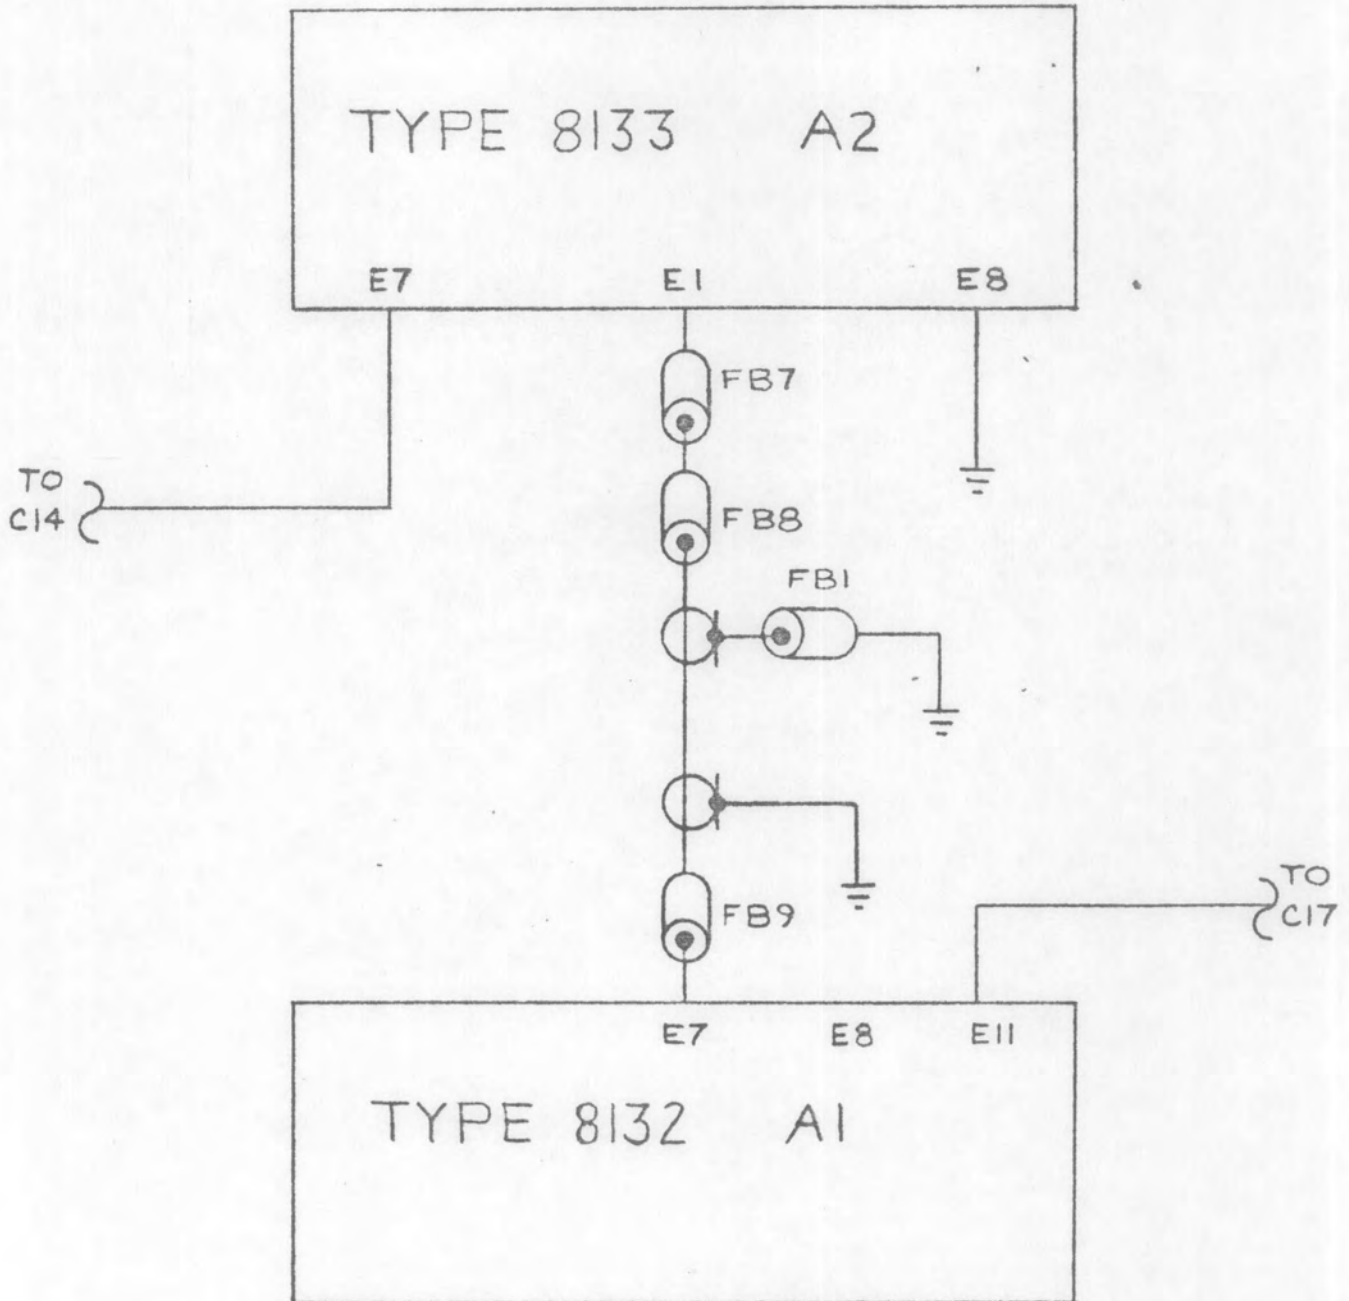 TYPE 8133 A2
E7 E1 E8
FB7
TO
C14
FB8
FB1
FB9
TO
C17
E7 E8 E11
TYPE 8132 A1